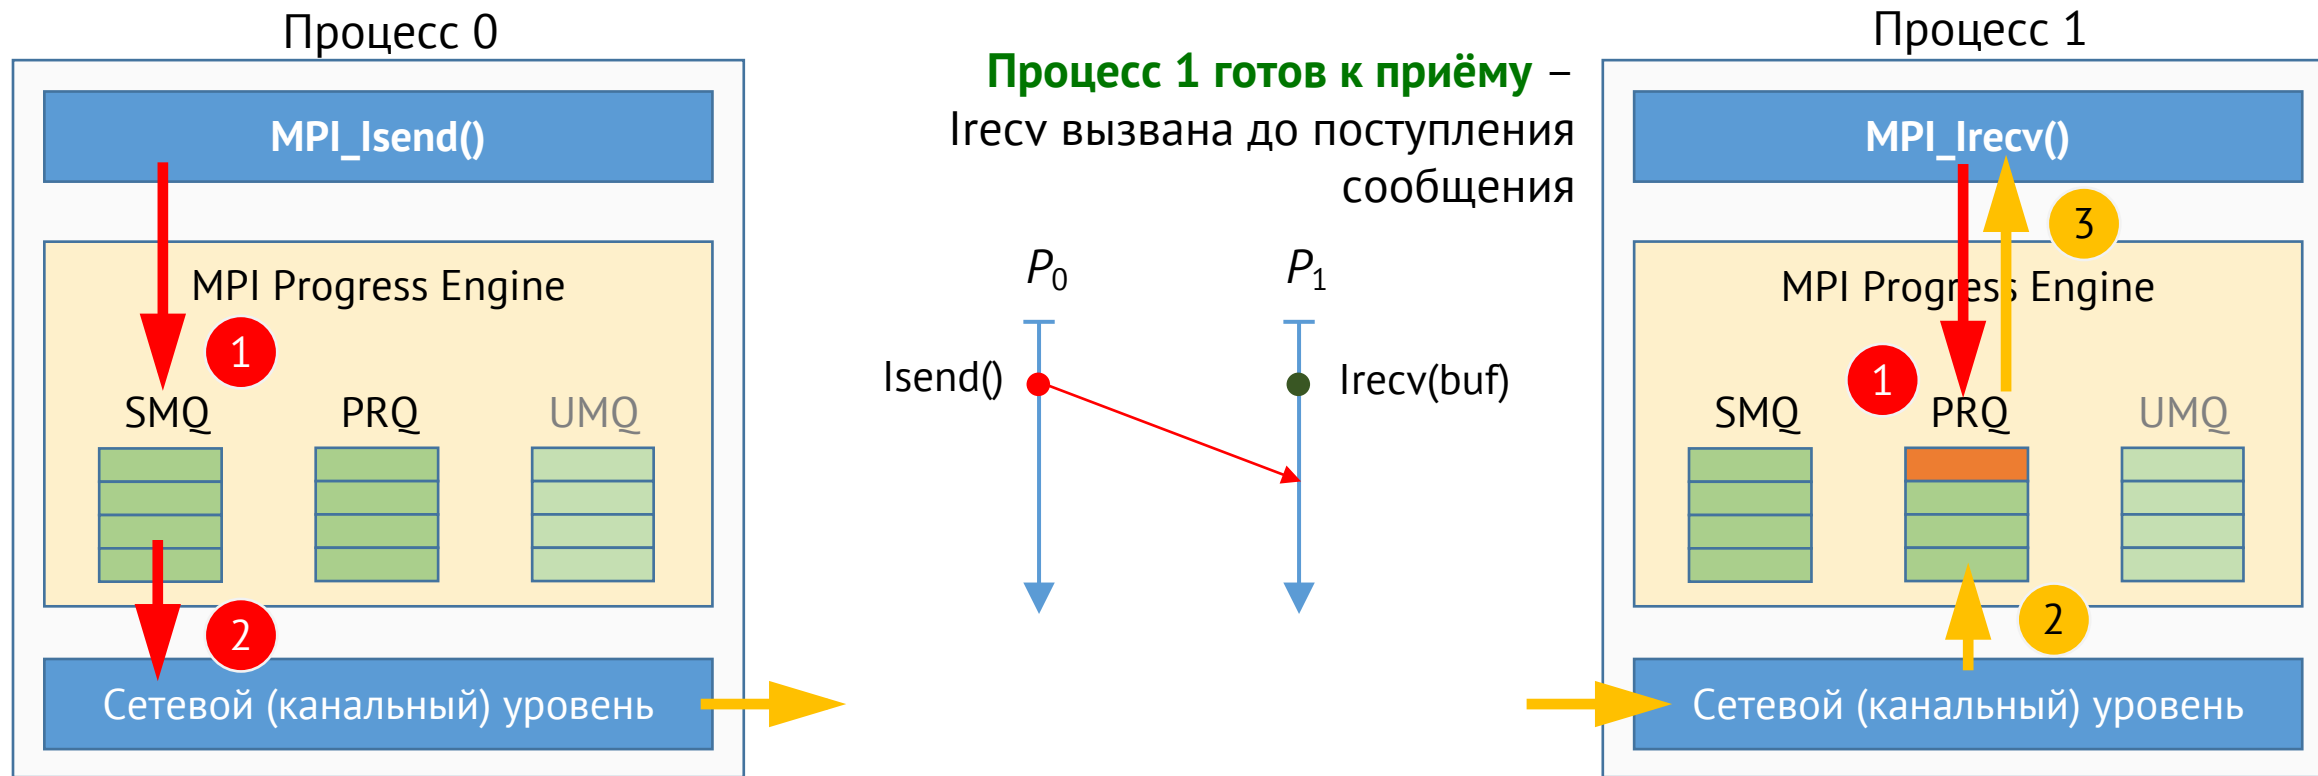 Процесс 0
MPI_Isend()
MPI Progress Engine
1
SMQ PRQ UMQ
2
Сетевой (канальный) уровень
Процесс 1 готов к приёму –
Irecv вызвана до поступления
сообщения
P0 P1
Isend() Irecv(buf)
Процесс 1
MPI_Irecv()
3
MPI Progress Engine
1
SMQ PRQ UMQ
2
Сетевой (канальный) уровень